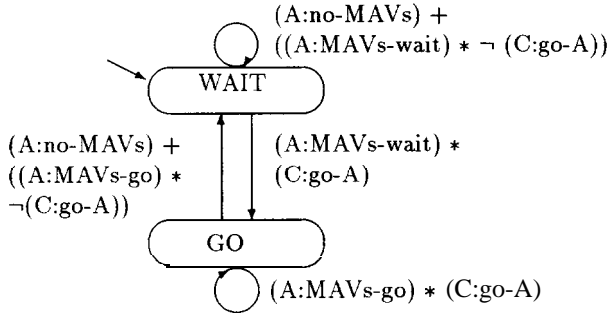 (A:no-MAVs) +
((A:MAVs-wait) * ¬ (C:go-A))
WAIT
(A:no-MAVs) +
((A:MAVs-go) *
¬(C:go-A))
(A:MAVs-wait) *
(C:go-A)
GO
(A:MAVs-go) * (C:go-A)